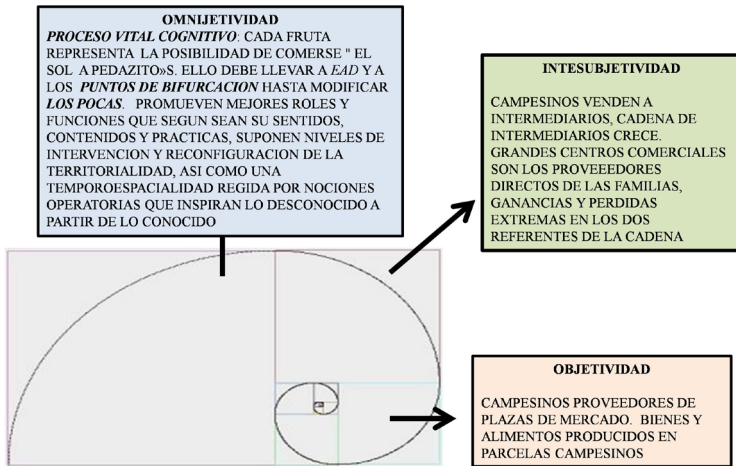 OMNIJETIVIDAD
PROCESO VITAL COGNITIVO: CADA FRUTA
REPRESENTA LA POSIBILIDAD DE COMERSE " EL
SOL A PEDAZITO»S. ELLO DEBE LLEVAR A EAD Y A
LOS PUNTOS DE BIFURCACION HASTA MODIFICAR
LOS POCAS. PROMUEVEN MEJORES ROLES Y
FUNCIONES QUE SEGUN SEAN SU SENTIDOS,
CONTENIDOS Y PRACTICAS, SUPONEN NIVELES DE
INTERVENCION Y RECONFIGURACION DE LA
TERRITORIALIDAD, ASI COMO UNA
TEMPOROESPACIALIDAD REGIDA POR NOCIONES
OPERATORIAS QUE INSPIRAN LO DESCONOCIDO A
PARTIR DE LO CONOCIDO
INTESUBJETIVIDAD
CAMPESINOS VENDEN A
INTERMEDIARIOS, CADENA DE
INTERMEDIARIOS CRECE.
GRANDES CENTROS COMERCIALES
SON LOS PROVEEEDORES
DIRECTOS DE LAS FAMILIAS,
GANANCIAS Y PERDIDAS
EXTREMAS EN LOS DOS
REFERENTES DE LA CADENA
OBJETIVIDAD
CAMPESINOS PROVEEDORES DE
PLAZAS DE MERCADO. BIENES Y
ALIMENTOS PRODUCIDOS EN
PARCELAS CAMPESINOS